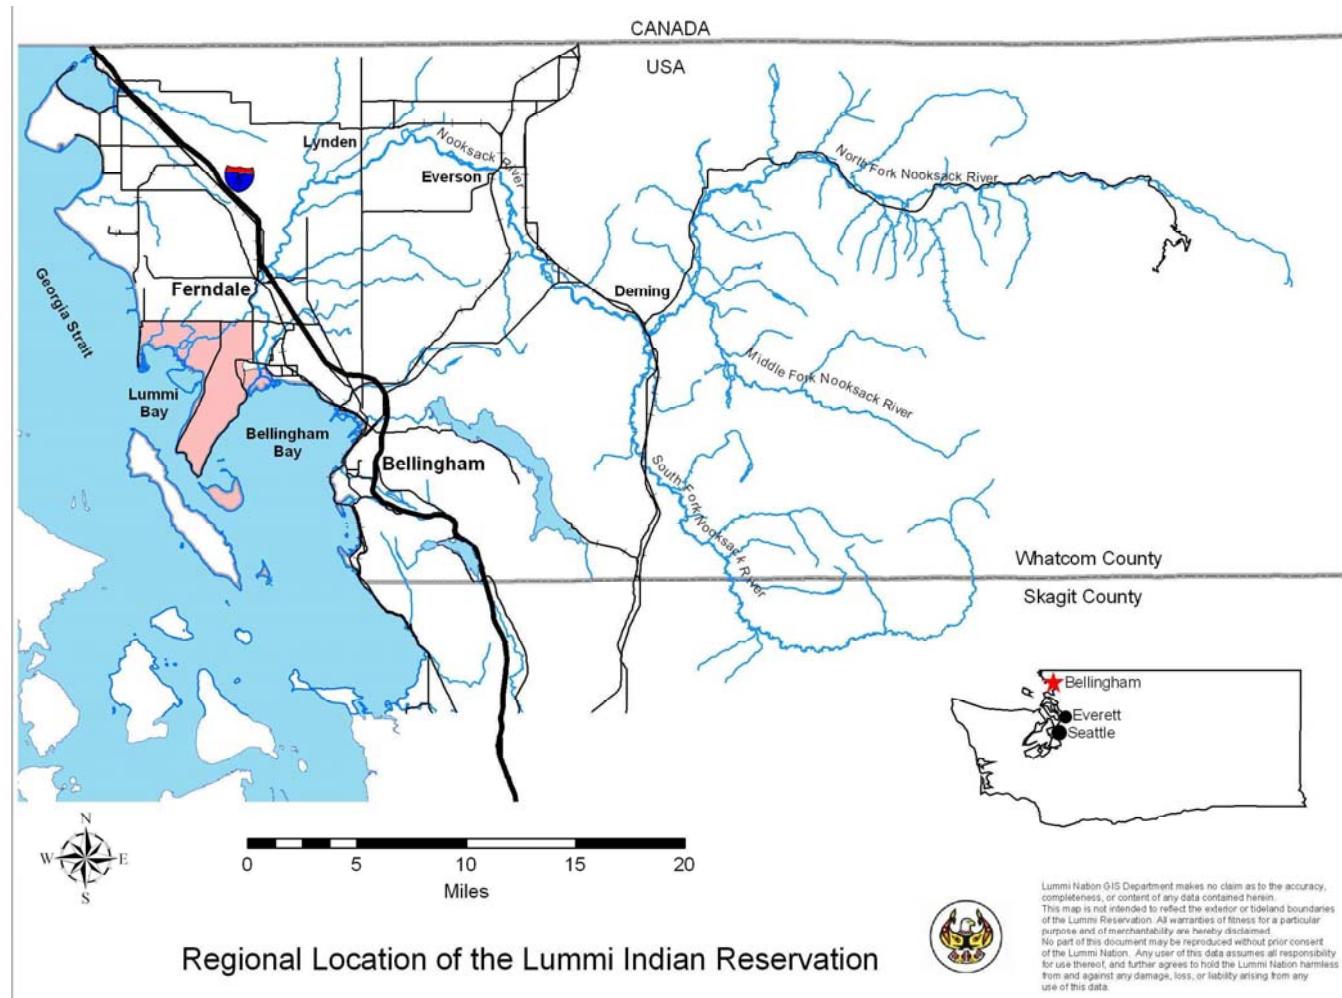 CANADA
USA
Nooksack River
Lynden
Everson
North Fork Nooksack River
Georgia Strait
Ferndale
Deming
Middle Fork Nooksack River
Lummi
Bay
Bellingham
Bay
Bellingham
South Fork Nooksack River
Whatcom County
Skagit County
Bellingham
Everett
Seattle
N
W
E
S
0 5 10 15 20
Miles
Regional Location of the Lummi Indian Reservation
Lummi Nation GIS Department makes no claim as to the accuracy,
completeness, or content of any data contained herein.
This map is not intended to reflect the exterior or tideland boundaries
of the Lummi Reservation. All warranties of fitness for a particular
purpose and of merchantability are hereby disclaimed.
No part of this document may be reproduced without prior consent
of the Lummi Nation. Any user of this data assumes all responsibility
for use thereof, and further agrees to hold the Lummi Nation harmless
from and against any damage, loss, or liability arising from any
use of this data.